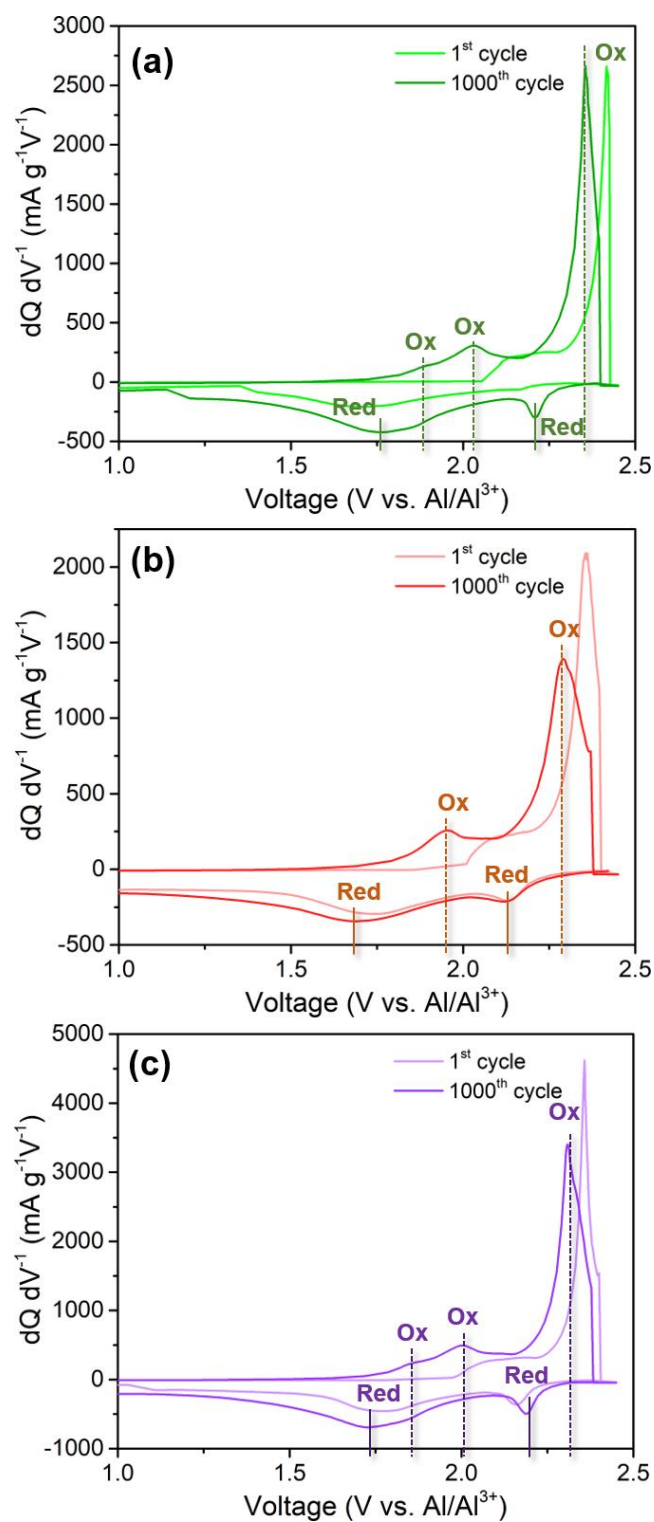 (a)
1st cycle
1000th cycle
Ox
Ox
Ox
Red
Red
3000
2500
2000
1500
1000
500
0
-500
dQ dV⁻¹ (mA g⁻¹V⁻¹)
1.0 1.5 2.0 2.5
Voltage (V vs. Al/Al³⁺)
(b)
1st cycle
1000th cycle
Ox
Ox
Red
Red
2000
1500
1000
500
0
-500
dQ dV⁻¹ (mA g⁻¹V⁻¹)
1.0 1.5 2.0 2.5
Voltage (V vs. Al/Al³⁺)
(c)
1st cycle
1000th cycle
Ox
Ox
Ox
Red
Red
5000
4000
3000
2000
1000
0
-1000
dQ dV⁻¹ (mA g⁻¹V⁻¹)
1.0 1.5 2.0 2.5
Voltage (V vs. Al/Al³⁺)